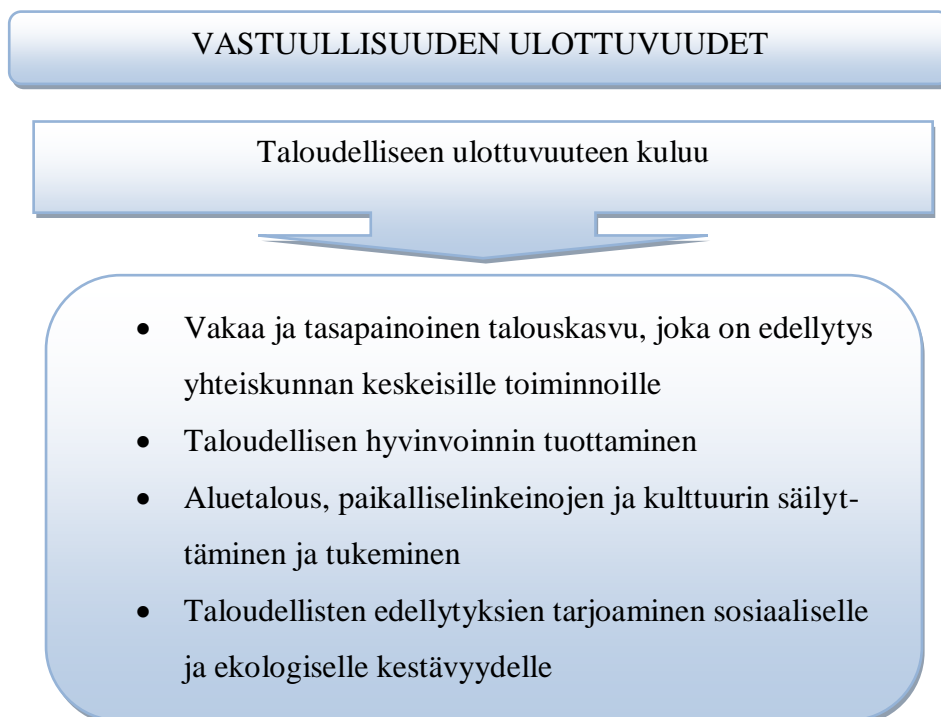 VASTUULLISUUDEN ULOTTUVUUDET
Taloudelliseen ulottuvuuteen kuluu
• Vakaa ja tasapainoinen talouskasvu, joka on edellytys
yhteiskunnan keskeisille toiminnoille
• Taloudellisen hyvinvoinnin tuottaminen
• Aluetalous, paikalliselinkeinojen ja kulttuurin säilyt-
täminen ja tukeminen
• Taloudellisten edellytyksien tarjoaminen sosiaaliselle
ja ekologiselle kestävyydelle